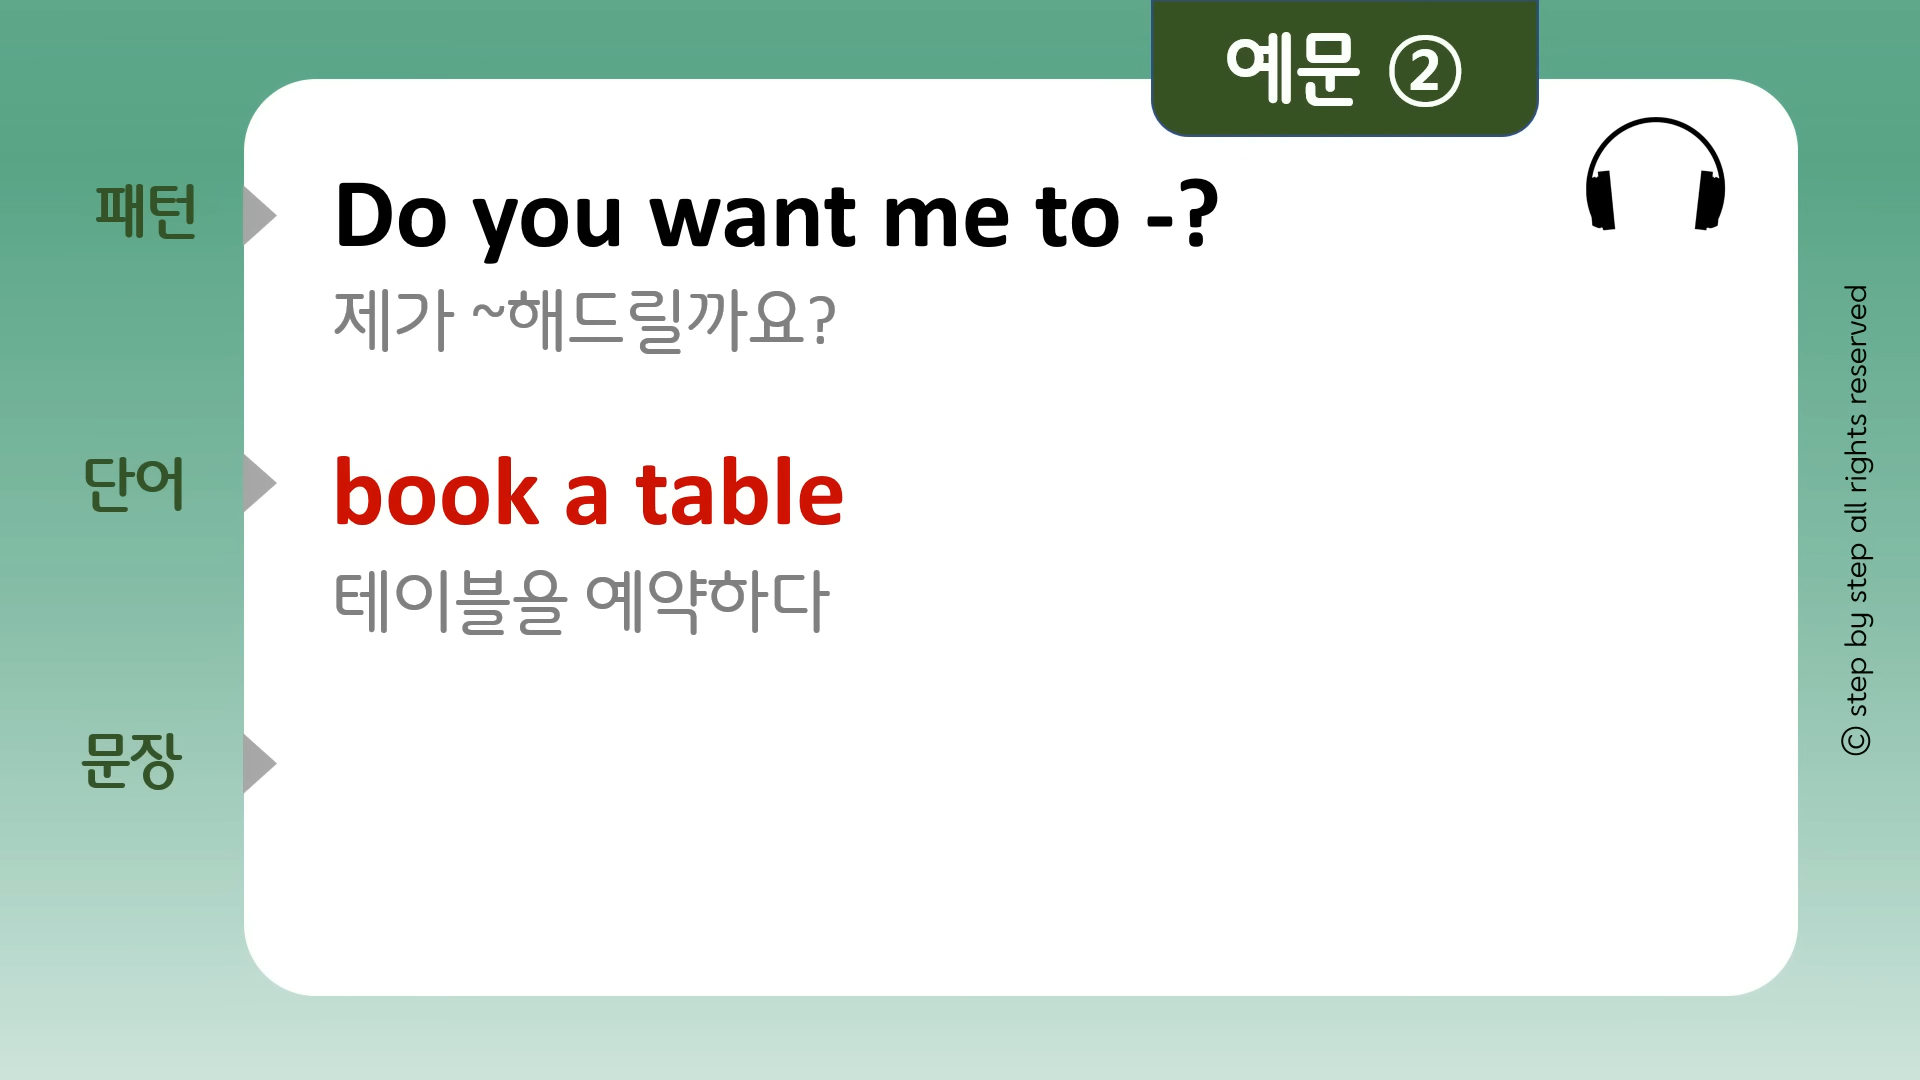 예문 ②
패턴
Do you want me to -?
제가 ~해드릴까요?
단어
book a table
테이블을 예약하다
문장
© step by step all rights reserved